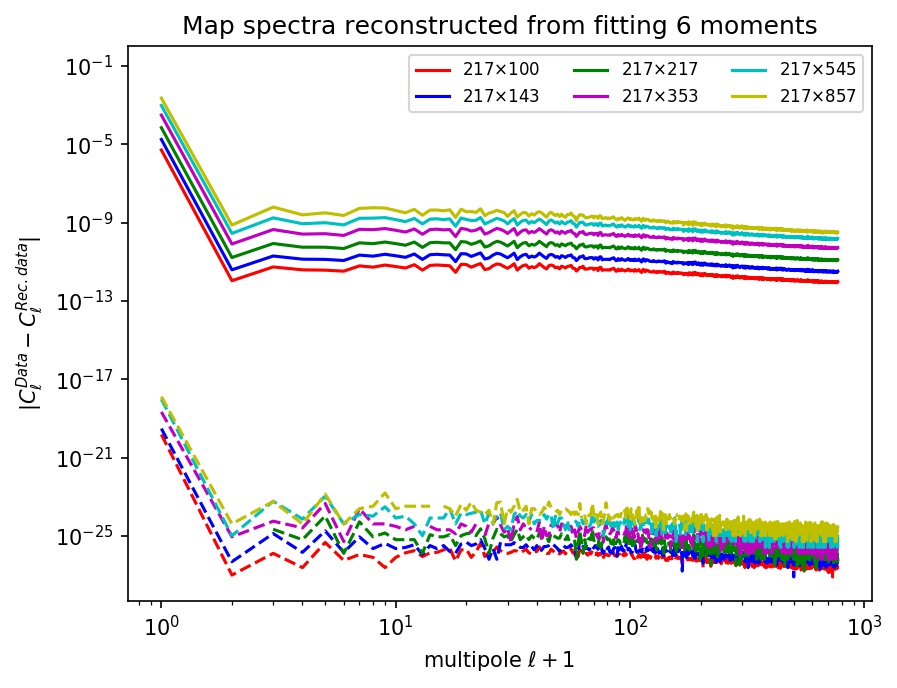 Map spectra reconstructed from fitting 6 moments
217×100 217×217 217×545
217×143 217×353 217×857
|C_ℓ^{Data} − C_ℓ^{Rec.data}|
10^{-1}
10^{-5}
10^{-9}
10^{-13}
10^{-17}
10^{-21}
10^{-25}
10^0 10^1 10^2 10^3
multipole ℓ + 1